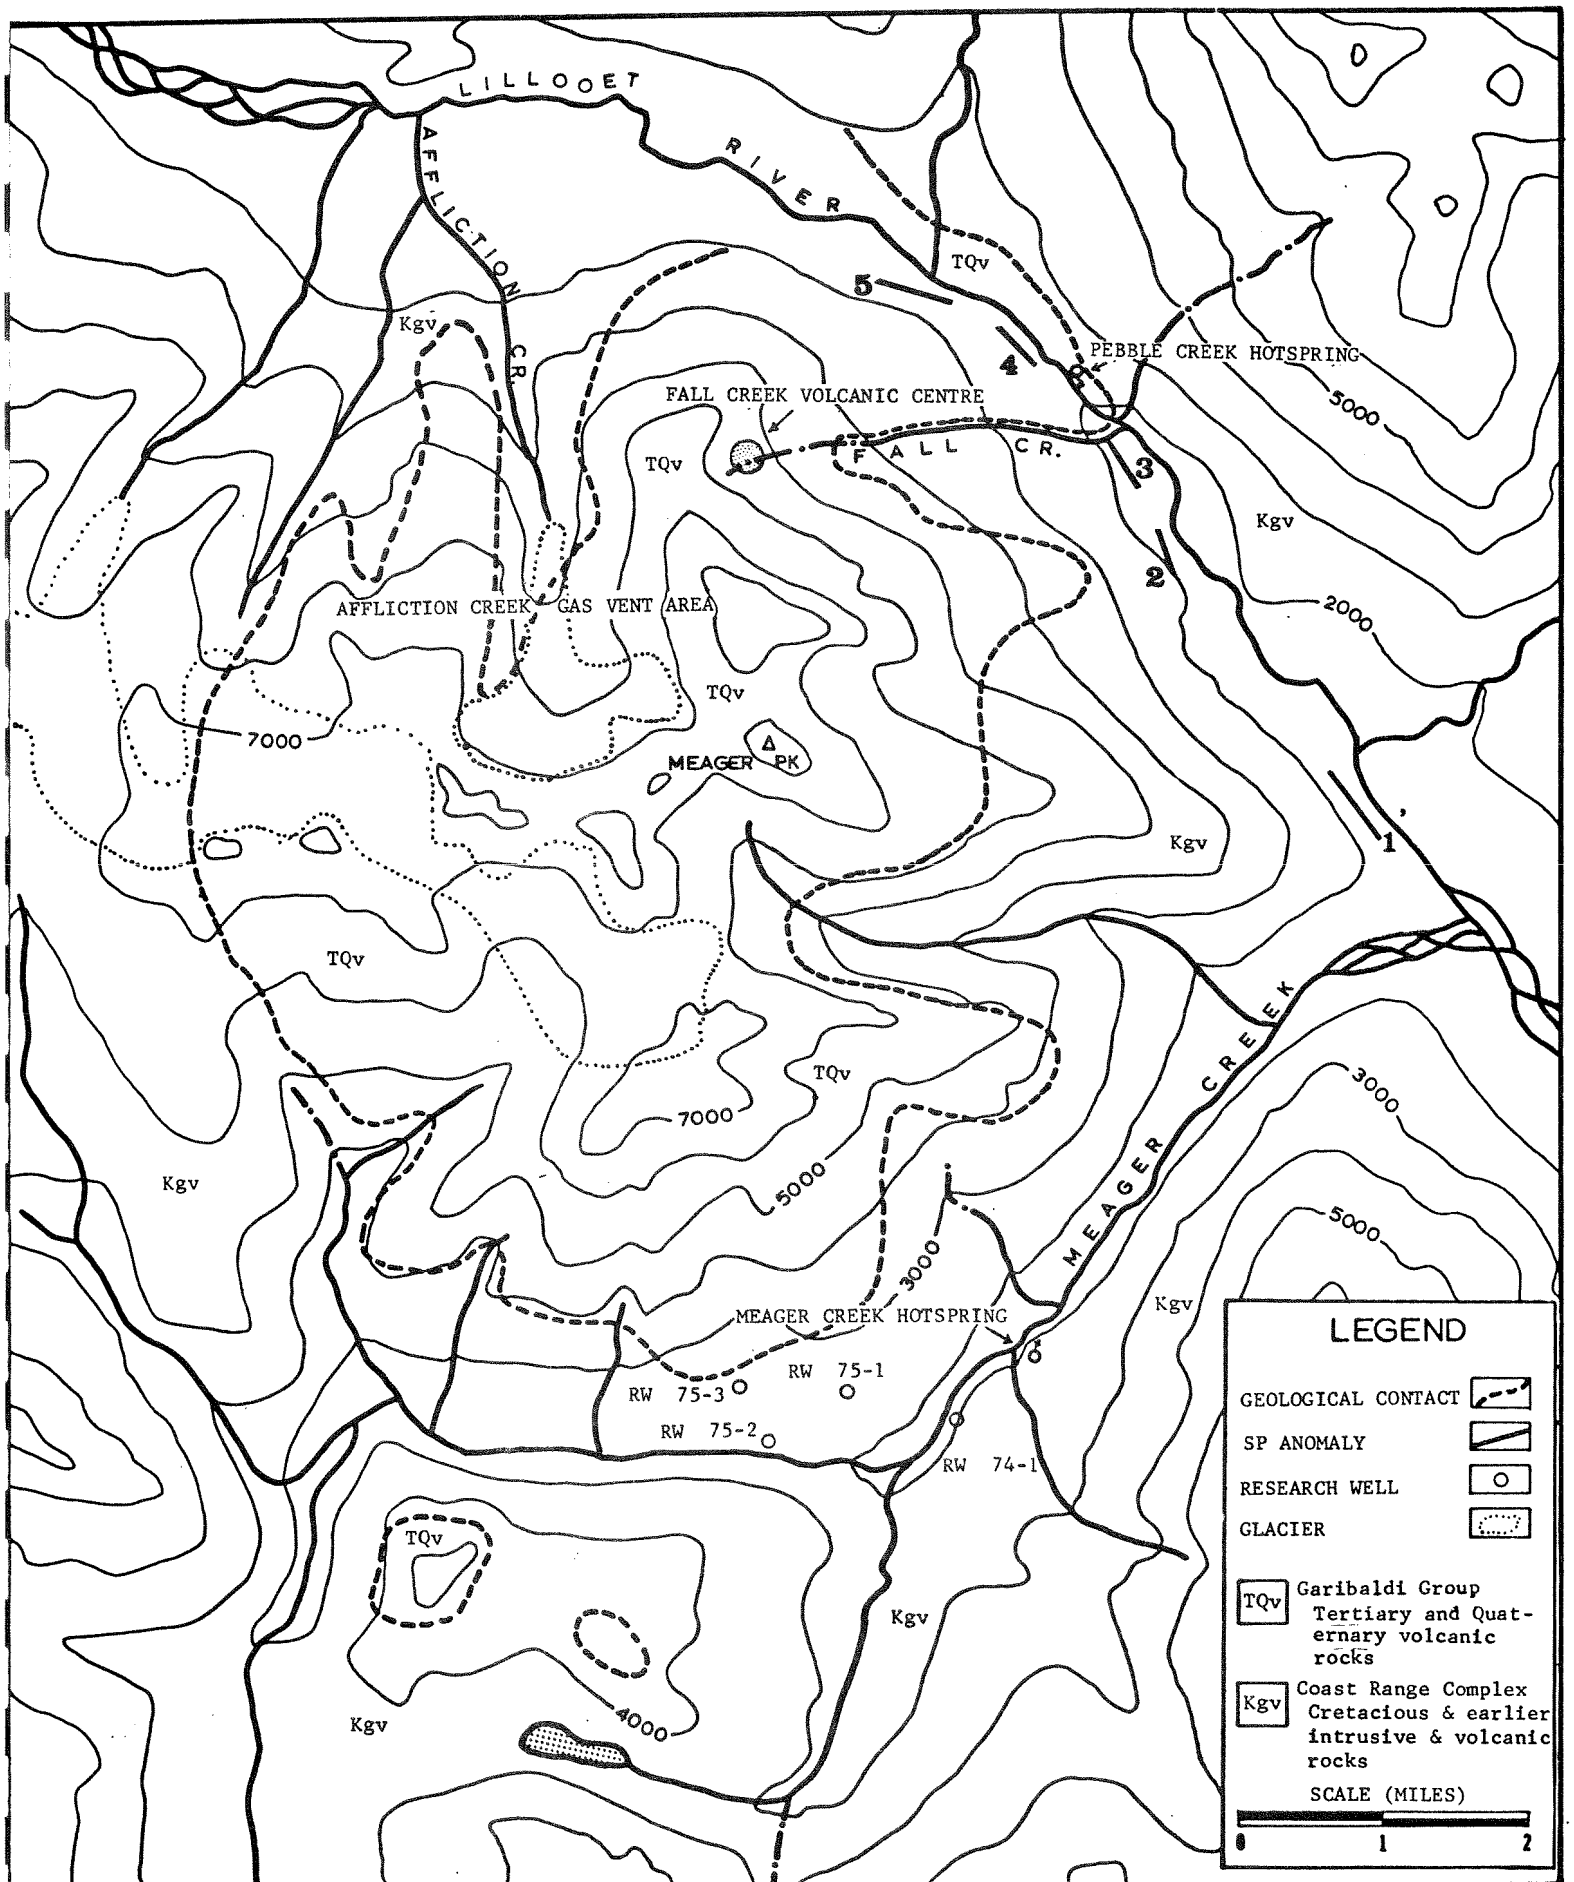 LILLOOET
RIVER
AFFLICTION
CR.
TQv
5
Kgv
4
PEBBLE CREEK HOTSPRING
FALL CREEK VOLCANIC CENTRE
5000
TQv
FALL CR.
3
Kgv
2
AFFLICTION CREEK GAS VENT AREA
2000
TQv
7000
MEAGER PK
1
Kgv
TQv
MEAGER CREEK
TQv
3000
7000
Kgv
5000
5000
3000
Kgv
MEAGER CREEK HOTSPRING
RW 75-1
RW 75-3
RW 75-2
RW 74-1
TQv
Kgv
4000
Kgv
LEGEND
GEOLOGICAL CONTACT
SP ANOMALY
RESEARCH WELL
GLACIER
TQv Garibaldi Group
Tertiary and Quat-
ernary volcanic
rocks
Kgv Coast Range Complex
Cretacious & earlier
intrusive & volcanic
rocks
SCALE (MILES)
0 1 2